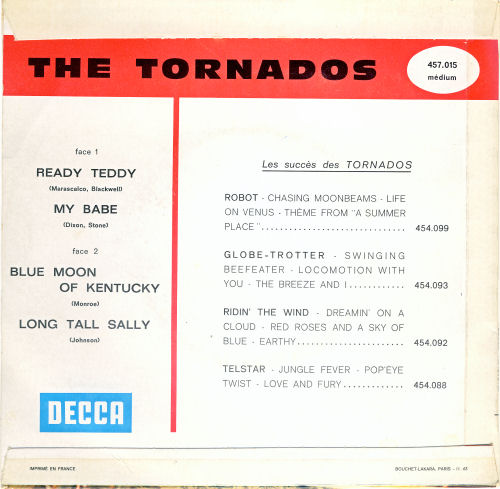 THE TORNADOS
457.015
médium
face 1
READY TEDDY
(Marascalco, Blackwell)
MY BABE
(Dixon, Stone)
face 2
BLUE MOON
OF KENTUCKY
(Monroe)
LONG TALL SALLY
(Johnson)
DECCA
Les succès des TORNADOS
ROBOT - CHASING MOONBEAMS - LIFE
ON VENUS - THÈME FROM "A SUMMER
PLACE".............................. 454.099
GLOBE-TROTTER - SWINGING
BEEFEATER - LOCOMOTION WITH
YOU - THE BREEZE AND I............ 454.093
RIDIN' THE WIND - DREAMIN' ON A
CLOUD - RED ROSES AND A SKY OF
BLUE - EARTHY...................... 454.092
TELSTAR - JUNGLE FEVER - POP'EYE
TWIST - LOVE AND FURY............. 454.088
IMPRIMÉ EN FRANCE
BOUCHET-LAKARA, PARIS - 11. 63